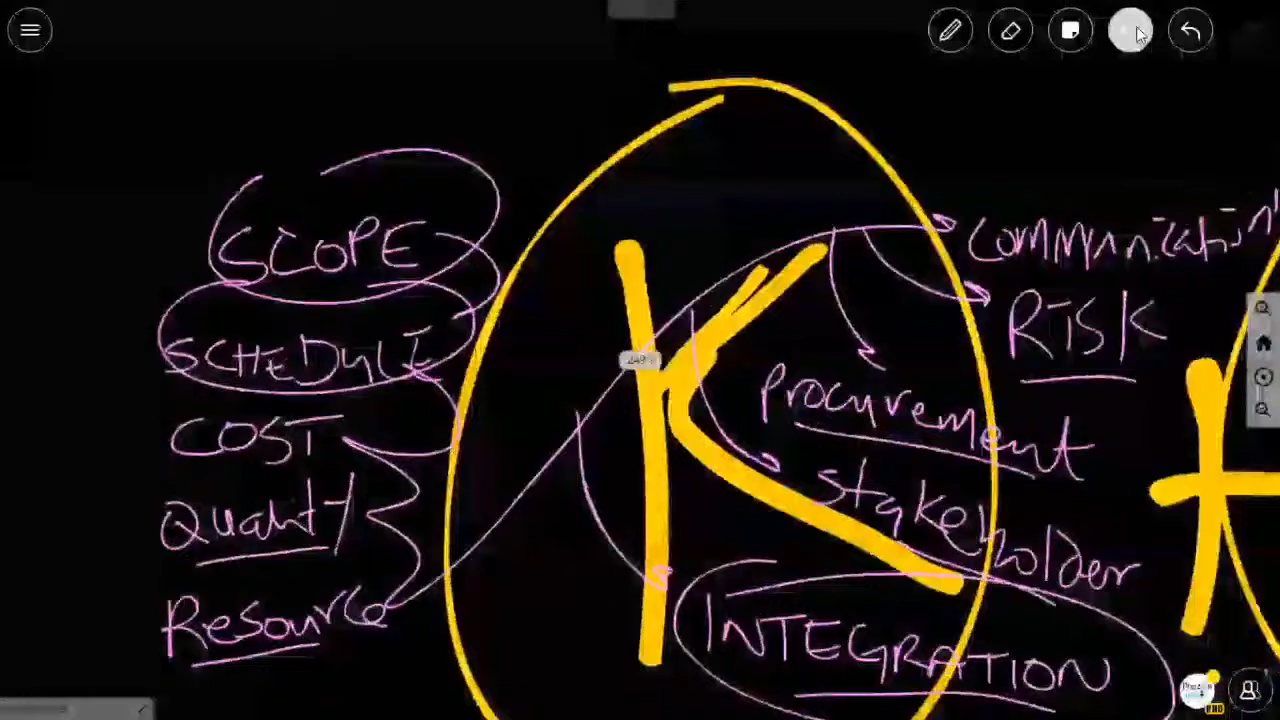 SCOPE
SCHEDULE
COST
Quality
Resource
K
Communication
RISK
procurement
stakeholder
INTEGRATION